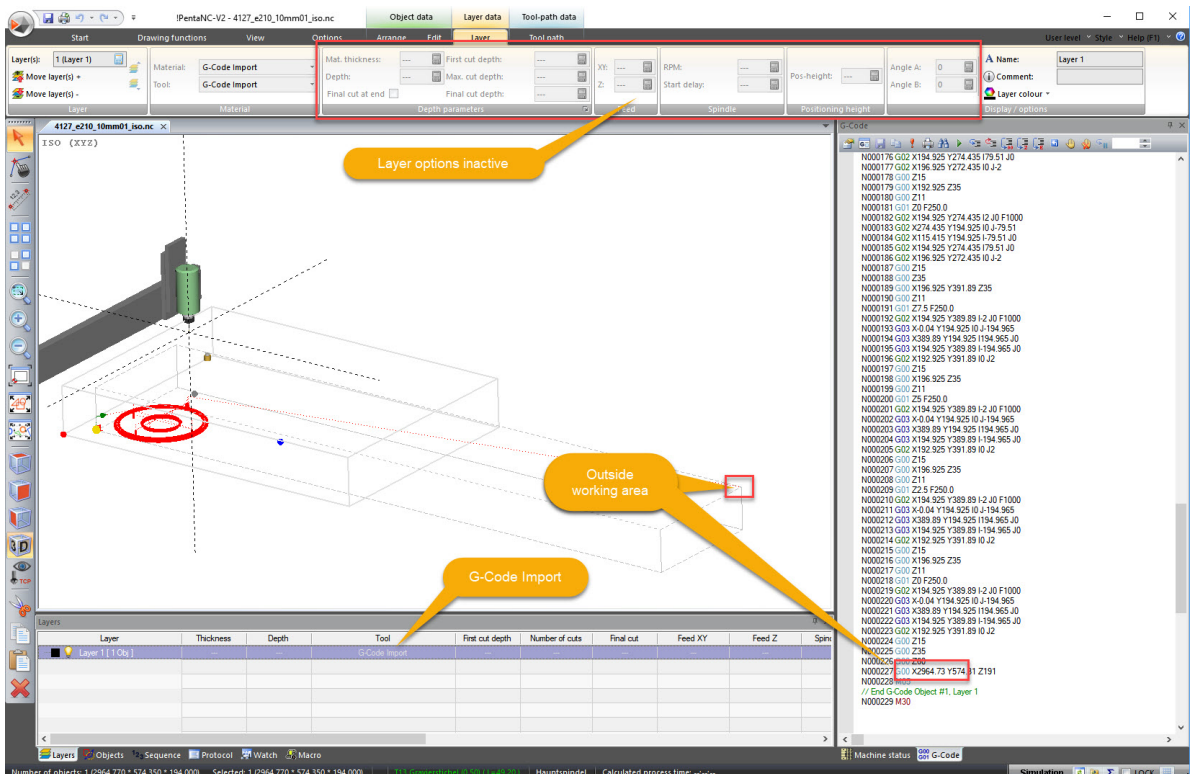 !PentaNC-V2 - 4127_e210_10mm01_iso.nc
Object data Layer data Tool-path data
Start Drawing functions View Options Arrange Edit Layer Tool path User level Style Help (F1)
Layer(s): 1 (Layer 1) Material: G-Code Import Mat. thickness: --- First cut depth: --- XY: --- RPM: --- Pos-height: --- Angle A: 0 A Name: Layer 1
Move layer(s) + Tool: G-Code Import Depth: --- Max. cut depth: --- Z: --- Start delay: --- Angle B: 0 Comment:
Move layer(s) - Final cut at end Final cut depth: --- Layer colour
Layer Material Depth parameters Feed Spindle Positioning height Display / options
4127_e210_10mm01_iso.nc
ISO (XYZ)
Layer options inactive
Outside
working area
G-Code Import
TCP
3D
G-Code
N000176 G02 X194.925 Y274.435 I79.51 J0
N000177 G02 X196.925 Y272.435 I0 J-2
N000178 G00 Z15
N000179 G00 X192.925 Z35
N000180 G00 Z11
N000181 G01 Z0 F250.0
N000182 G02 X194.925 Y274.435 I2 J0 F1000
N000183 G02 X274.435 Y194.925 I0 J-79.51
N000184 G02 X115.415 Y194.925 I-79.51 J0
N000185 G02 X194.925 Y274.435 I79.51 J0
N000186 G02 X196.925 Y272.435 I0 J-2
N000187 G00 Z15
N000188 G00 Z35
N000189 G00 X196.925 Y391.89 Z35
N000190 G00 Z11
N000191 G01 Z7.5 F250.0
N000192 G02 X194.925 Y389.89 I-2 J0 F1000
N000193 G03 X-0.04 Y194.925 I0 J-194.965
N000194 G03 X389.89 Y194.925 I194.965 J0
N000195 G03 X194.925 Y389.89 I-194.965 J0
N000196 G02 X192.925 Y391.89 I0 J2
N000197 G00 Z15
N000198 G00 X196.925 Z35
N000199 G00 Z11
N000200 G01 Z5 F250.0
N000201 G02 X194.925 Y389.89 I-2 J0 F1000
N000202 G03 X-0.04 Y194.925 I0 J-194.965
N000203 G03 X389.89 Y194.925 I194.965 J0
N000204 G03 X194.925 Y389.89 I-194.965 J0
N000205 G02 X192.925 Y391.89 I0 J2
N000206 G00 Z15
N000207 G00 X196.925 Z35
N000208 G00 Z11
N000209 G01 Z2.5 F250.0
N000210 G02 X194.925 Y389.89 I-2 J0 F1000
N000211 G03 X-0.04 Y194.925 I0 J-194.965
N000212 G03 X389.89 Y194.925 I194.965 J0
N000213 G03 X194.925 Y389.89 I-194.965 J0
N000214 G02 X192.925 Y391.89 I0 J2
N000215 G00 Z15
N000216 G00 X196.925 Z35
N000217 G00 Z11
N000218 G01 Z0 F250.0
N000219 G02 X194.925 Y389.89 I-2 J0 F1000
N000220 G03 X-0.04 Y194.925 I0 J-194.965
N000221 G03 X389.89 Y194.925 I194.965 J0
N000222 G03 X194.925 Y389.89 I-194.965 J0
N000223 G02 X192.925 Y391.89 I0 J2
N000224 G00 Z15
N000225 G00 Z35
N000226 G00
N000227 G00 X2964.73 Y574.31 Z191
N000228 M05
// End G-Code Object #1, Layer 1
N000229 M30
Layers
Layer Thickness Depth Tool First cut depth Number of cuts Final cut Feed XY Feed Z
Layer 1 [ 1 Obj ] --- --- G-Code Import --- --- --- --- ---
Layers Objects Sequence Protocol Watch Macro
Machine status G-Code
Number of objects: 1 (2964.770 * 574.350 * 194.000) Selected: 1 (2964.770 * 574.350 * 194.000) Hauptspindel Calculated process time: --:--:-- Simulation LOCK